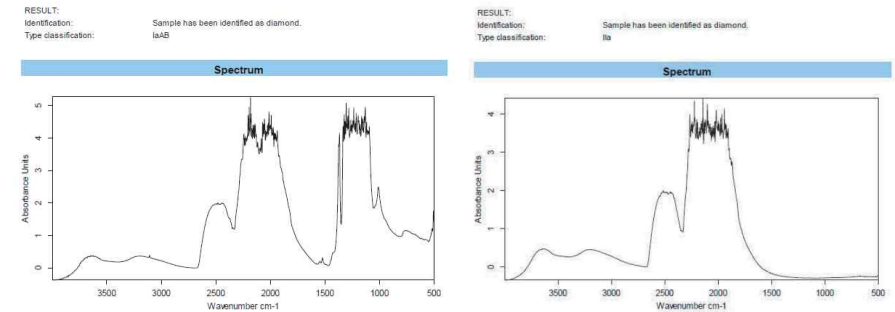 RESULT:
Identification: Sample has been identified as diamond.
Type classification: IaAB
Spectrum
Absorbance Units
5
4
3
2
1
0
3500 3000 2500 2000 1500 1000 500
Wavenumber cm-1
RESULT:
Identification: Sample has been identified as diamond.
Type classification: IIa
Spectrum
Absorbance Units
4
3
2
1
0
3500 3000 2500 2000 1500 1000 500
Wavenumber cm-1